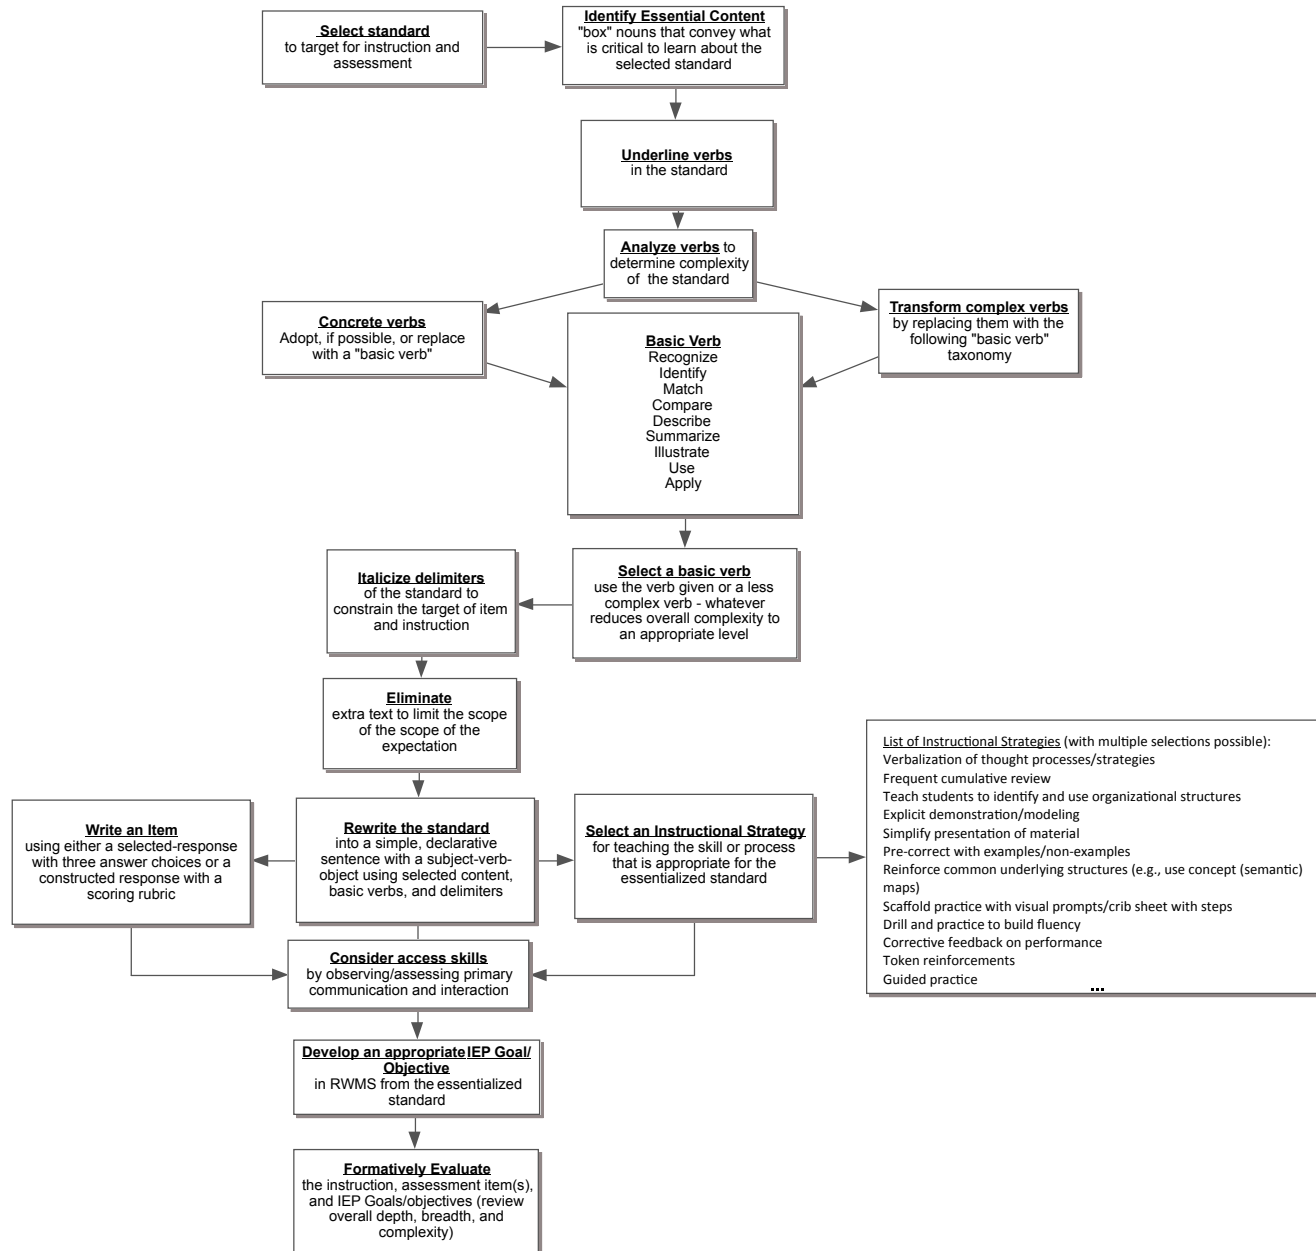 Select standard
to target for instruction and
assessment
Identify Essential Content
"box" nouns that convey what
is critical to learn about the
selected standard
Underline verbs
in the standard
Analyze verbs to
determine complexity
of the standard
Concrete verbs
Adopt, if possible, or replace
with a "basic verb"
Transform complex verbs
by replacing them with the
following "basic verb"
taxonomy
Basic Verb
Recognize
Identify
Match
Compare
Describe
Summarize
Illustrate
Use
Apply
Select a basic verb
use the verb given or a less
complex verb - whatever
reduces overall complexity to
an appropriate level
Italicize delimiters
of the standard to
constrain the target of item
and instruction
Eliminate
extra text to limit the scope
of the scope of the
expectation
Write an Item
using either a selected-response
with three answer choices or a
constructed response with a
scoring rubric
Rewrite the standard
into a simple, declarative
sentence with a subject-verb-
object using selected content,
basic verbs, and delimiters
Select an Instructional Strategy
for teaching the skill or process
that is appropriate for the
essentialized standard
List of Instructional Strategies (with multiple selections possible):
Verbalization of thought processes/strategies
Frequent cumulative review
Teach students to identify and use organizational structures
Explicit demonstration/modeling
Simplify presentation of material
Pre-correct with examples/non-examples
Reinforce common underlying structures (e.g., use concept (semantic)
maps)
Scaffold practice with visual prompts/crib sheet with steps
Drill and practice to build fluency
Corrective feedback on performance
Token reinforcements
Guided practice
...
Consider access skills
by observing/assessing primary
communication and interaction
Develop an appropriate IEP Goal/
Objective
in RWMS from the essentialized
standard
Formatively Evaluate
the instruction, assessment item(s),
and IEP Goals/objectives (review
overall depth, breadth, and
complexity)